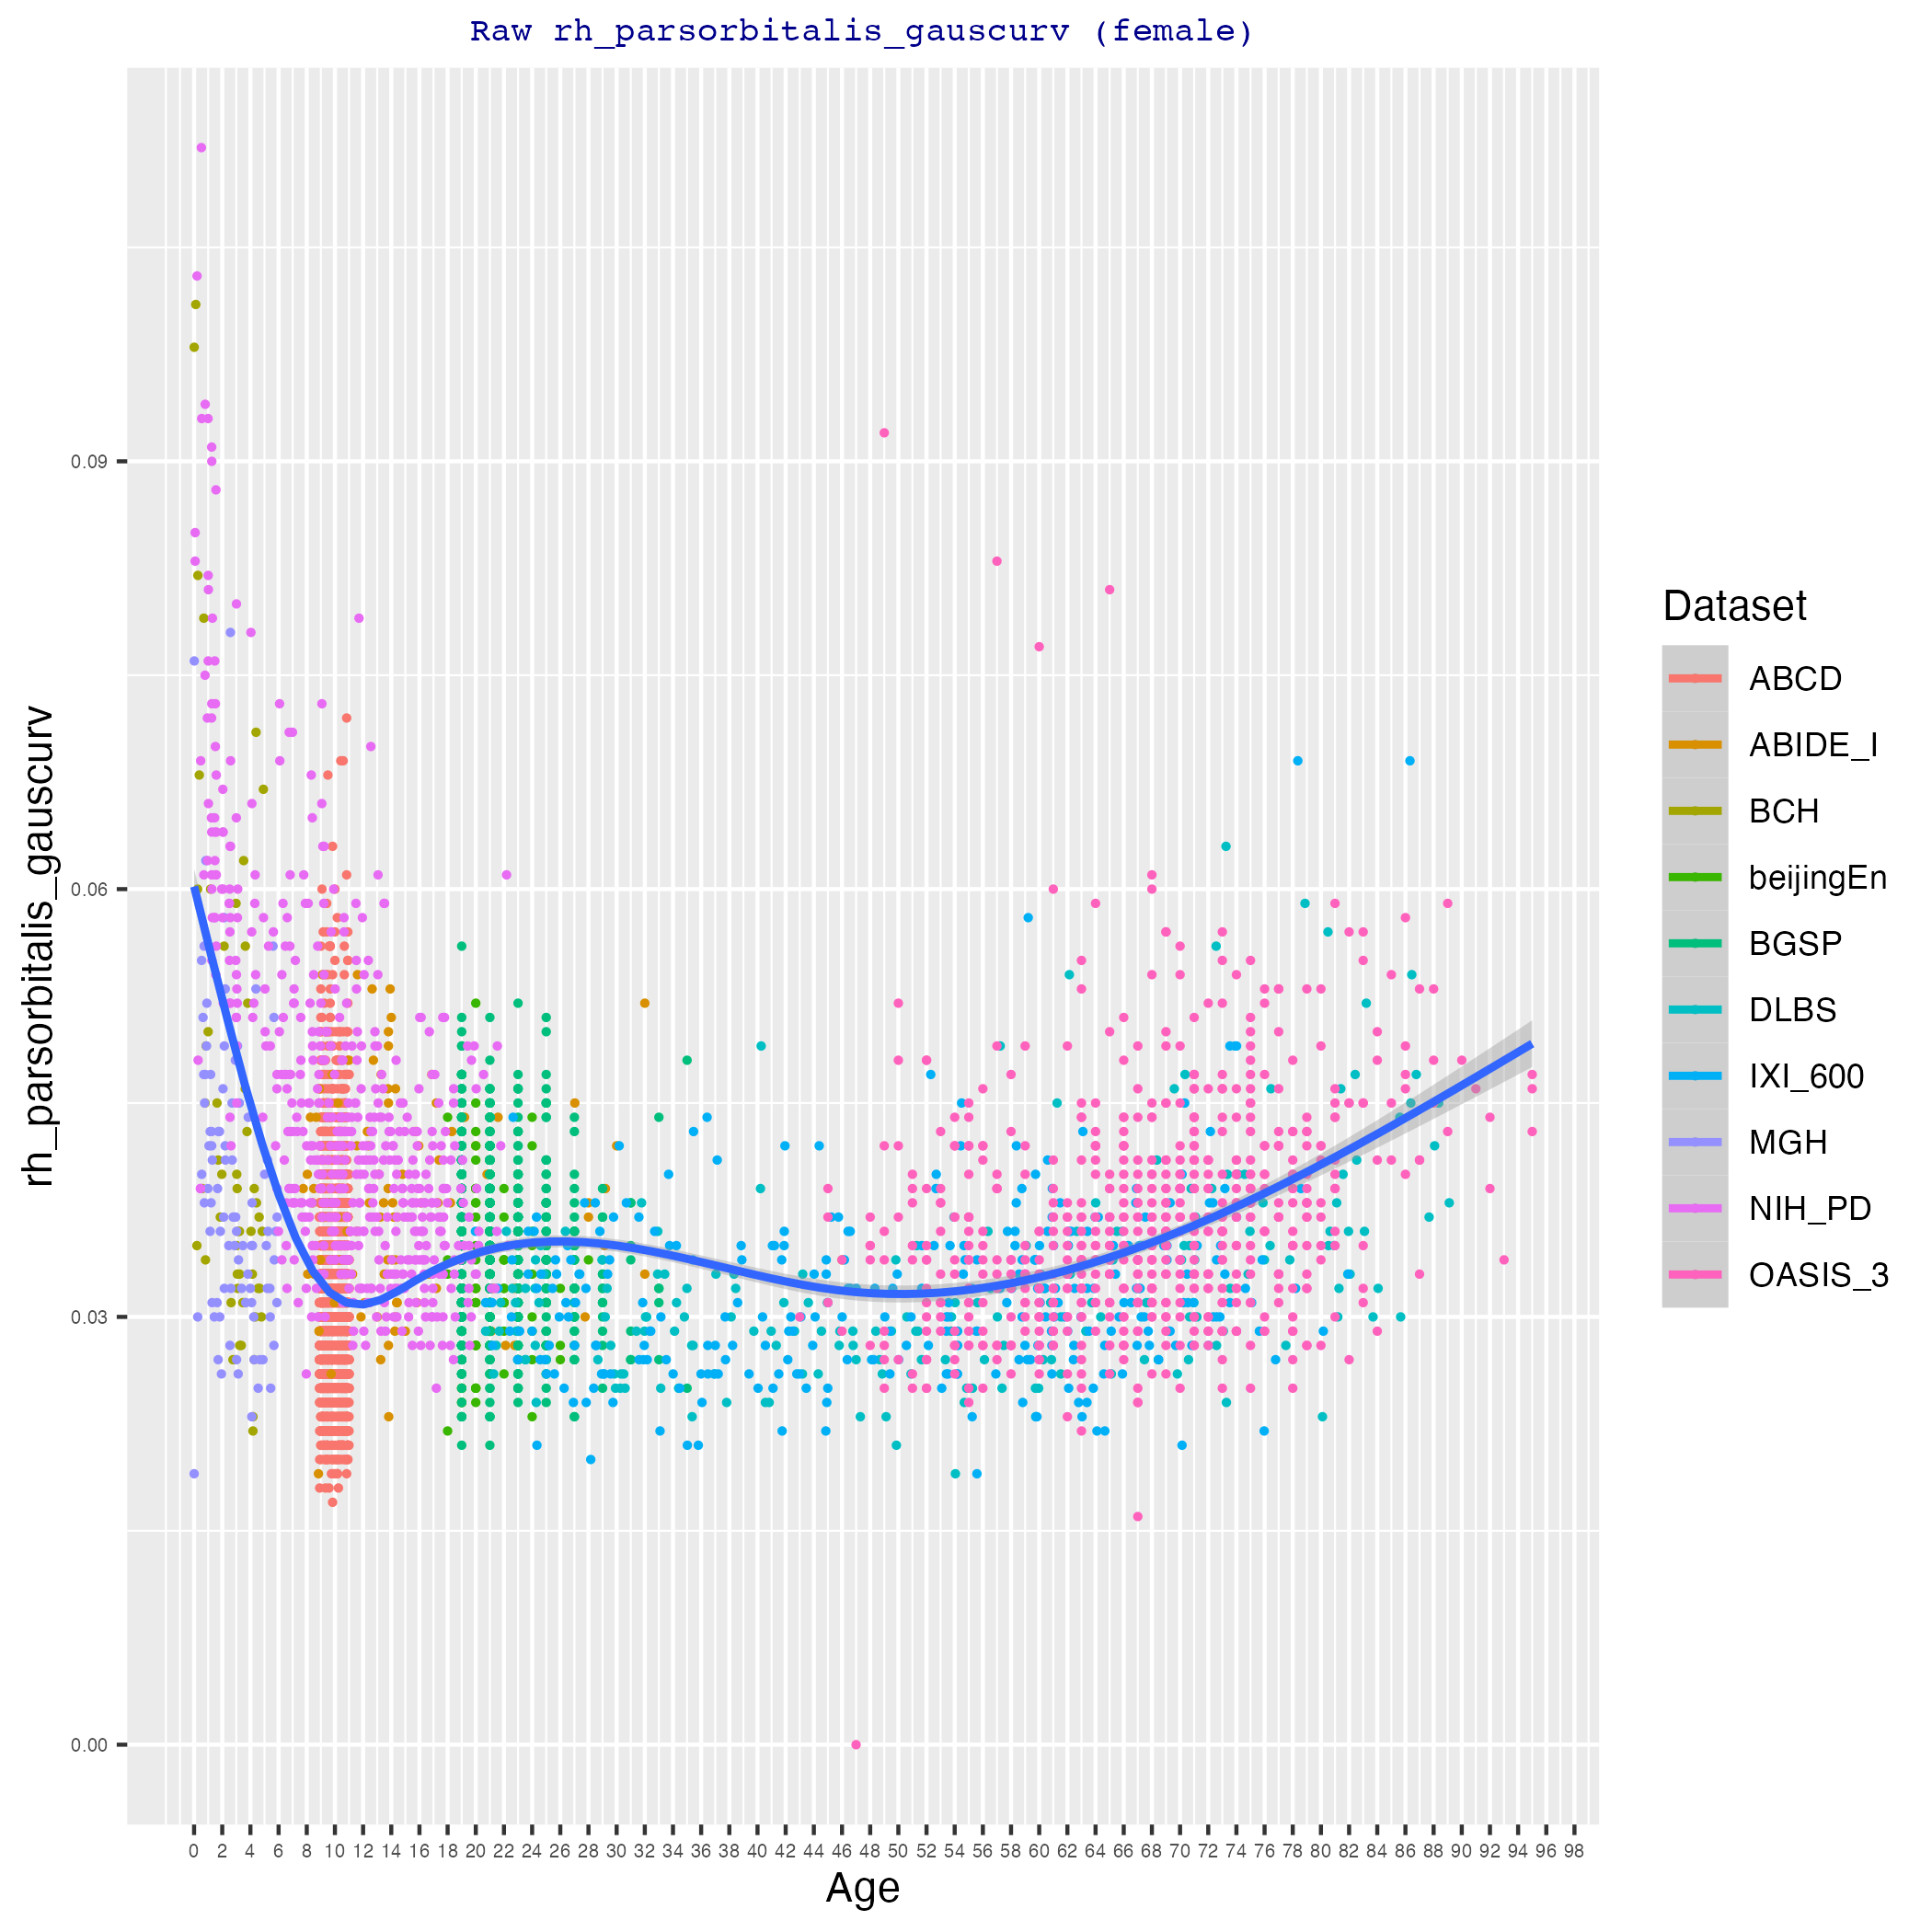 Raw rh_parsorbitalis_gauscurv (female)
rh_parsorbitalis_gauscurv
0.09
0.06
0.03
0.00
0 2 4 6 8 10 12 14 16 18 20 22 24 26 28 30 32 34 36 38 40 42 44 46 48 50 52 54 56 58 60 62 64 66 68 70 72 74 76 78 80 82 84 86 88 90 92 94 96 98
Age
Dataset
ABCD
ABIDE_I
BCH
beijingEn
BGSP
DLBS
IXI_600
MGH
NIH_PD
OASIS_3